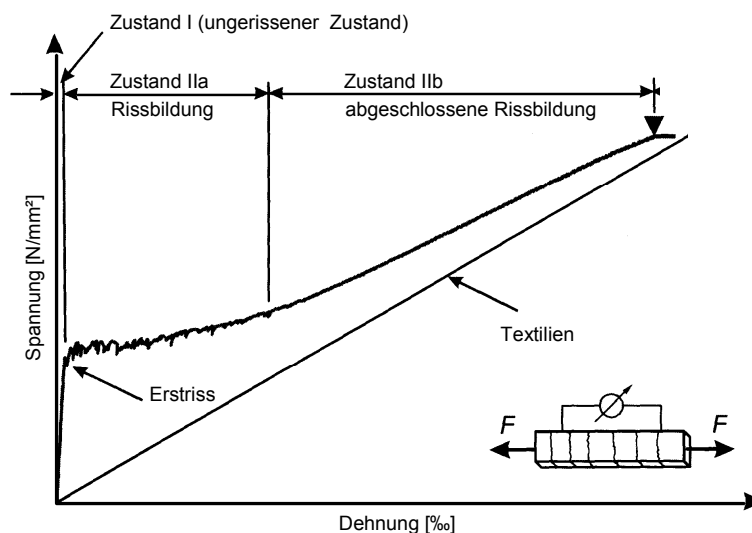 Zustand I (ungerissener Zustand)
Zustand IIa
Rissbildung
Zustand IIb
abgeschlossene Rissbildung
Spannung [N/mm²]
Textilien
Erstriss
F
F
Dehnung [‰]